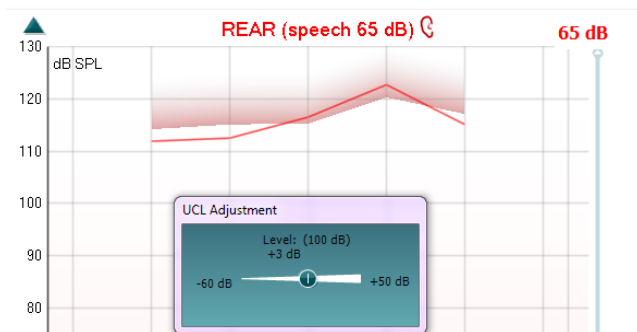 REAR (speech 65 dB)
65 dB
130
dB SPL
120
110
100
UCL Adjustment
Level: (100 dB)
+3 dB
90
-60 dB
+50 dB
80